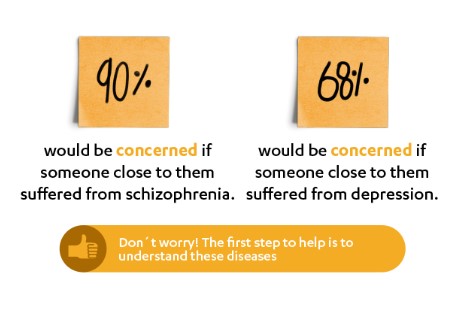 90%
would be concerned if
someone close to them
suffered from schizophrenia.
68%
would be concerned if
someone close to them
suffered from depression.
Don´t worry! The first step to help is to
understand these diseases